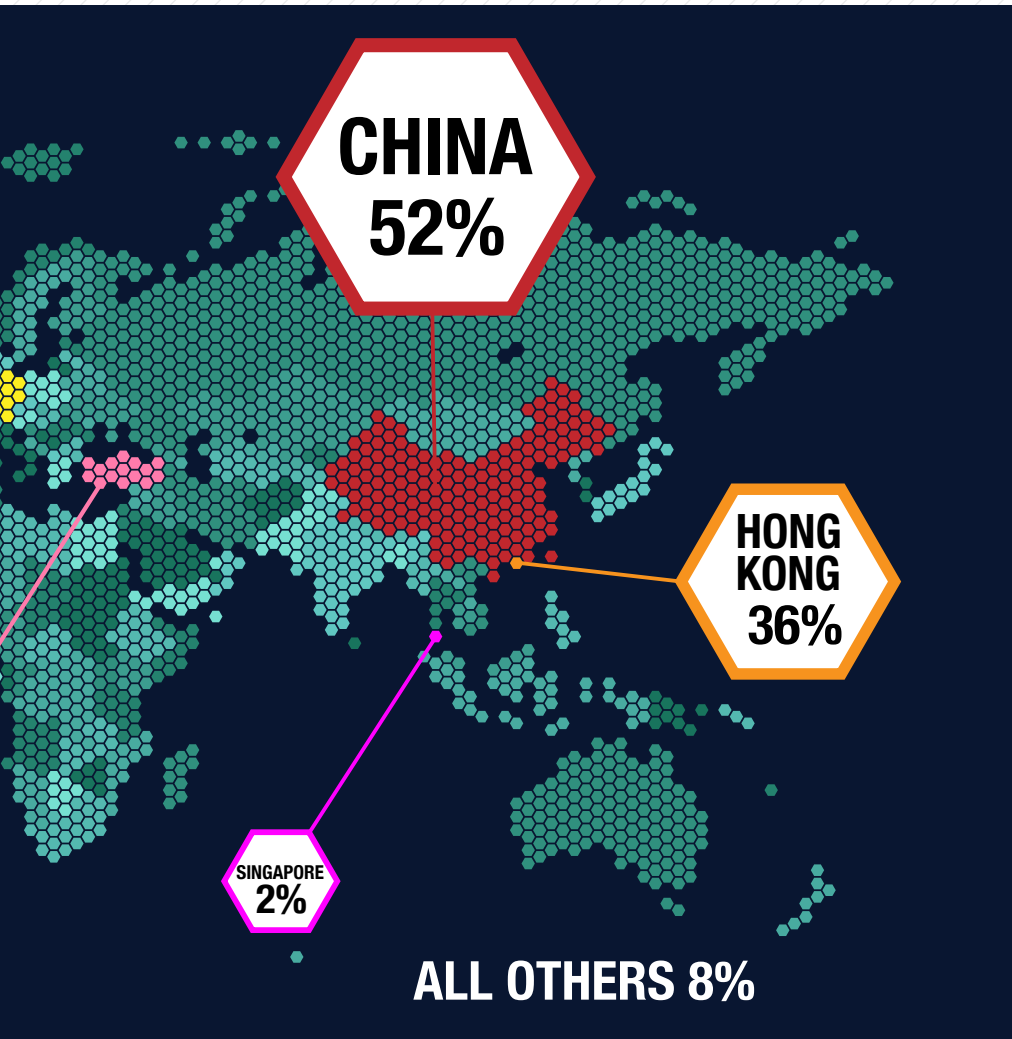 CHINA
52%
HONG
KONG
36%
SINGAPORE
2%
ALL OTHERS 8%